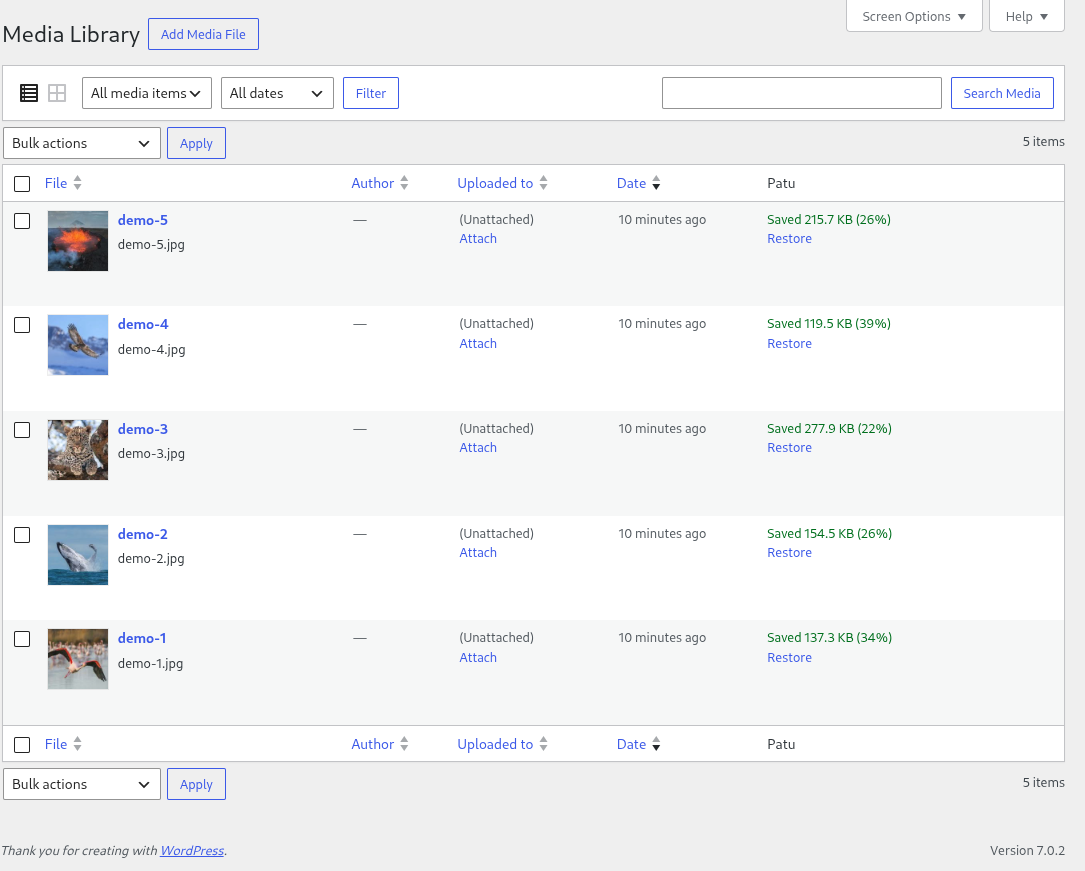 Screen Options
Help
Media Library
Add Media File
All media items
All dates
Filter
Search Media
Bulk actions
Apply
5 items
File
Author
Uploaded to
Date
Patu
demo-5
demo-5.jpg
—
(Unattached)
Attach
10 minutes ago
Saved 215.7 KB (26%)
Restore
demo-4
demo-4.jpg
—
(Unattached)
Attach
10 minutes ago
Saved 119.5 KB (39%)
Restore
demo-3
demo-3.jpg
—
(Unattached)
Attach
10 minutes ago
Saved 277.9 KB (22%)
Restore
demo-2
demo-2.jpg
—
(Unattached)
Attach
10 minutes ago
Saved 154.5 KB (26%)
Restore
demo-1
demo-1.jpg
—
(Unattached)
Attach
10 minutes ago
Saved 137.3 KB (34%)
Restore
File
Author
Uploaded to
Date
Patu
Bulk actions
Apply
5 items
Thank you for creating with WordPress.
Version 7.0.2